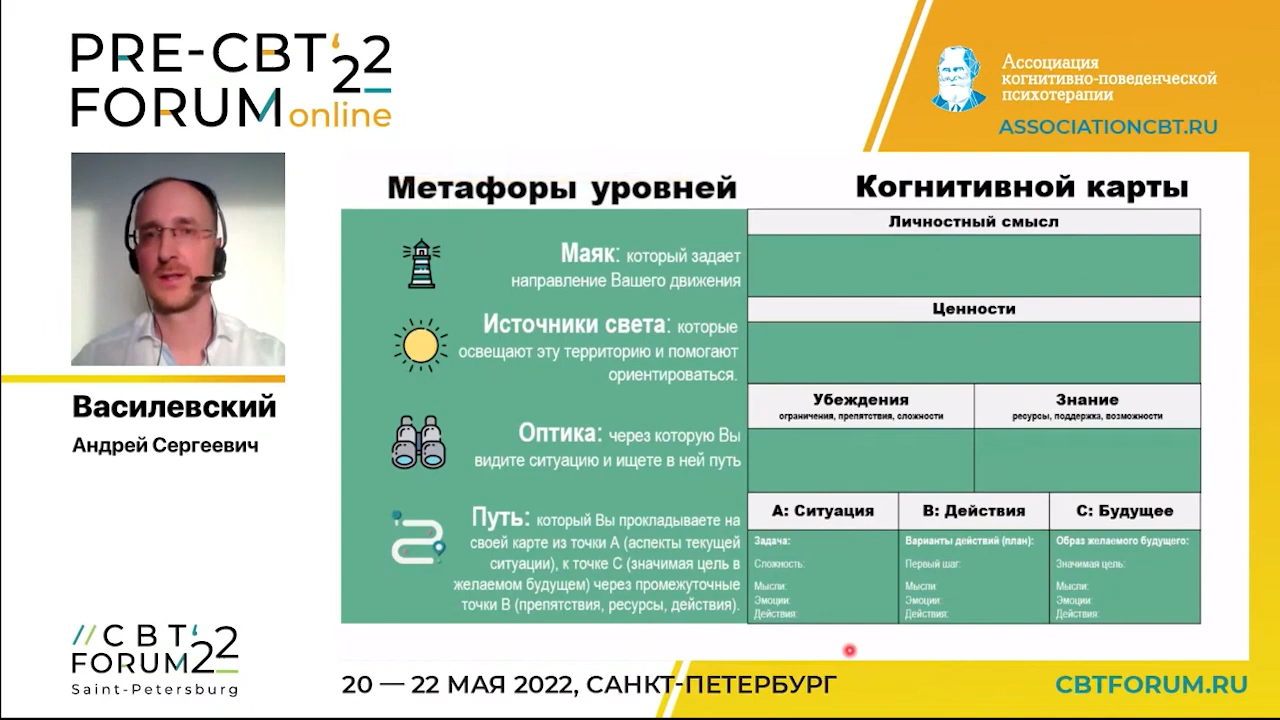 PRE-CBT'22
FORUM online
Ассоциация
когнитивно-поведенческой
психотерапии
ASSOCIATIONCBT.RU
Василевский
Андрей Сергеевич
Метафоры уровней
Когнитивной карты
Маяк: который задает
направление Вашего движения
Источники света: которые
освещают эту территорию и помогают
ориентироваться.
Оптика: через которую Вы
видите ситуацию и ищете в ней путь
Путь: который Вы прокладываете на
своей карте из точки А (аспекты текущей
ситуации), к точке С (значимая цель в
желаемом будущем) через промежуточные
точки В (препятствия, ресурсы, действия).
Личностный смысл
Ценности
Убеждения
ограничения, препятствия, сложности
Знание
ресурсы, поддержка, возможности
А: Ситуация
Задача:
Сложность:
Мысли:
Эмоции:
Действия:
В: Действия
Варианты действий (план):
Первый шаг:
Мысли:
Эмоции:
Действия:
С: Будущее
Образ желаемого будущего:
Значимая цель:
Мысли:
Эмоции:
Действия:
//CBT'22
FORUM
Saint-Petersburg
20 — 22 МАЯ 2022, САНКТ-ПЕТЕРБУРГ
CBTFORUM.RU